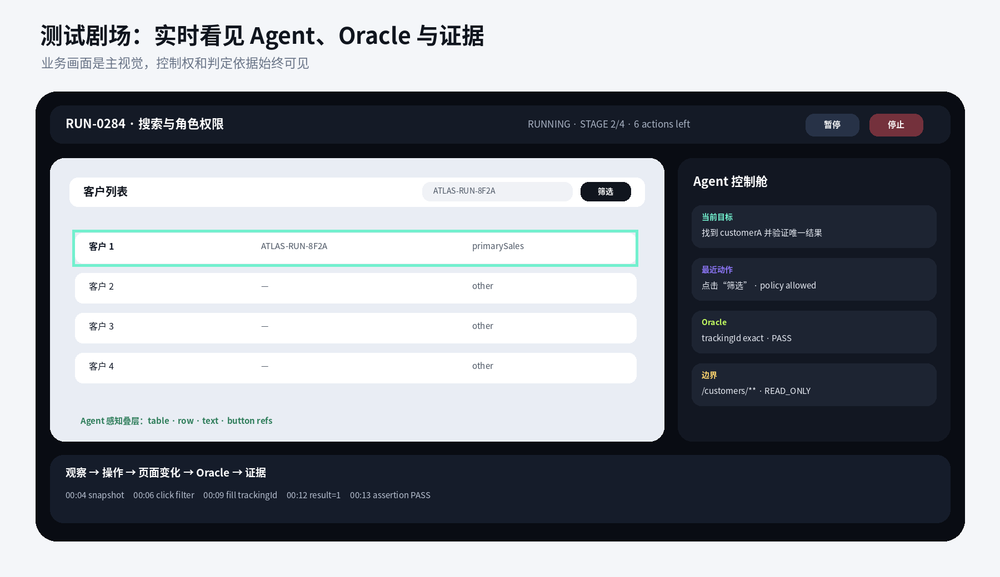 测试剧场：实时看见 Agent、Oracle 与证据
业务画面是主视觉，控制权和判定依据始终可见
RUN-0284 · 搜索与角色权限
RUNNING · STAGE 2/4 · 6 actions left
暂停
停止
客户列表
ATLAS-RUN-8F2A
筛选
客户 1 ATLAS-RUN-8F2A primarySales
客户 2 — other
客户 3 — other
客户 4 — other
Agent 感知叠层：table · row · text · button refs
Agent 控制舱
当前目标
找到 customerA 并验证唯一结果
最近动作
点击“筛选” · policy allowed
Oracle
trackingId exact · PASS
边界
/customers/** · READ_ONLY
观察 → 操作 → 页面变化 → Oracle → 证据
00:04 snapshot 00:06 click filter 00:09 fill trackingId 00:12 result=1 00:13 assertion PASS